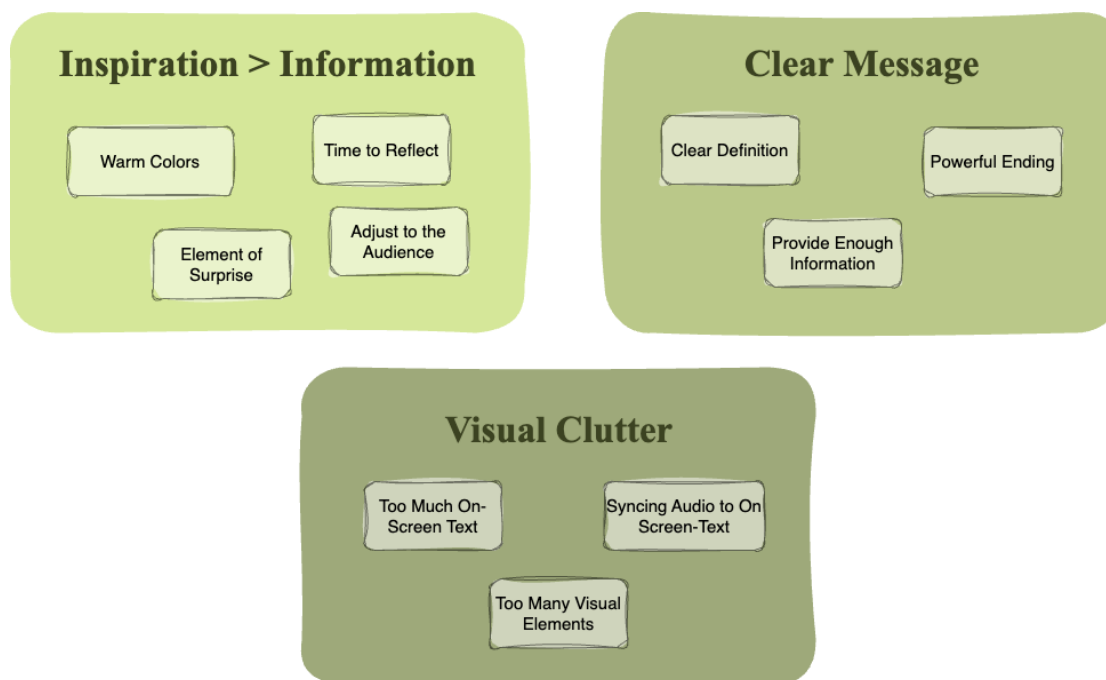 Inspiration > Information
Warm Colors
Time to Reflect
Element of
Surprise
Adjust to the
Audience
Clear Message
Clear Definition
Powerful Ending
Provide Enough
Information
Visual Clutter
Too Much On-
Screen Text
Syncing Audio to On
Screen-Text
Too Many Visual
Elements